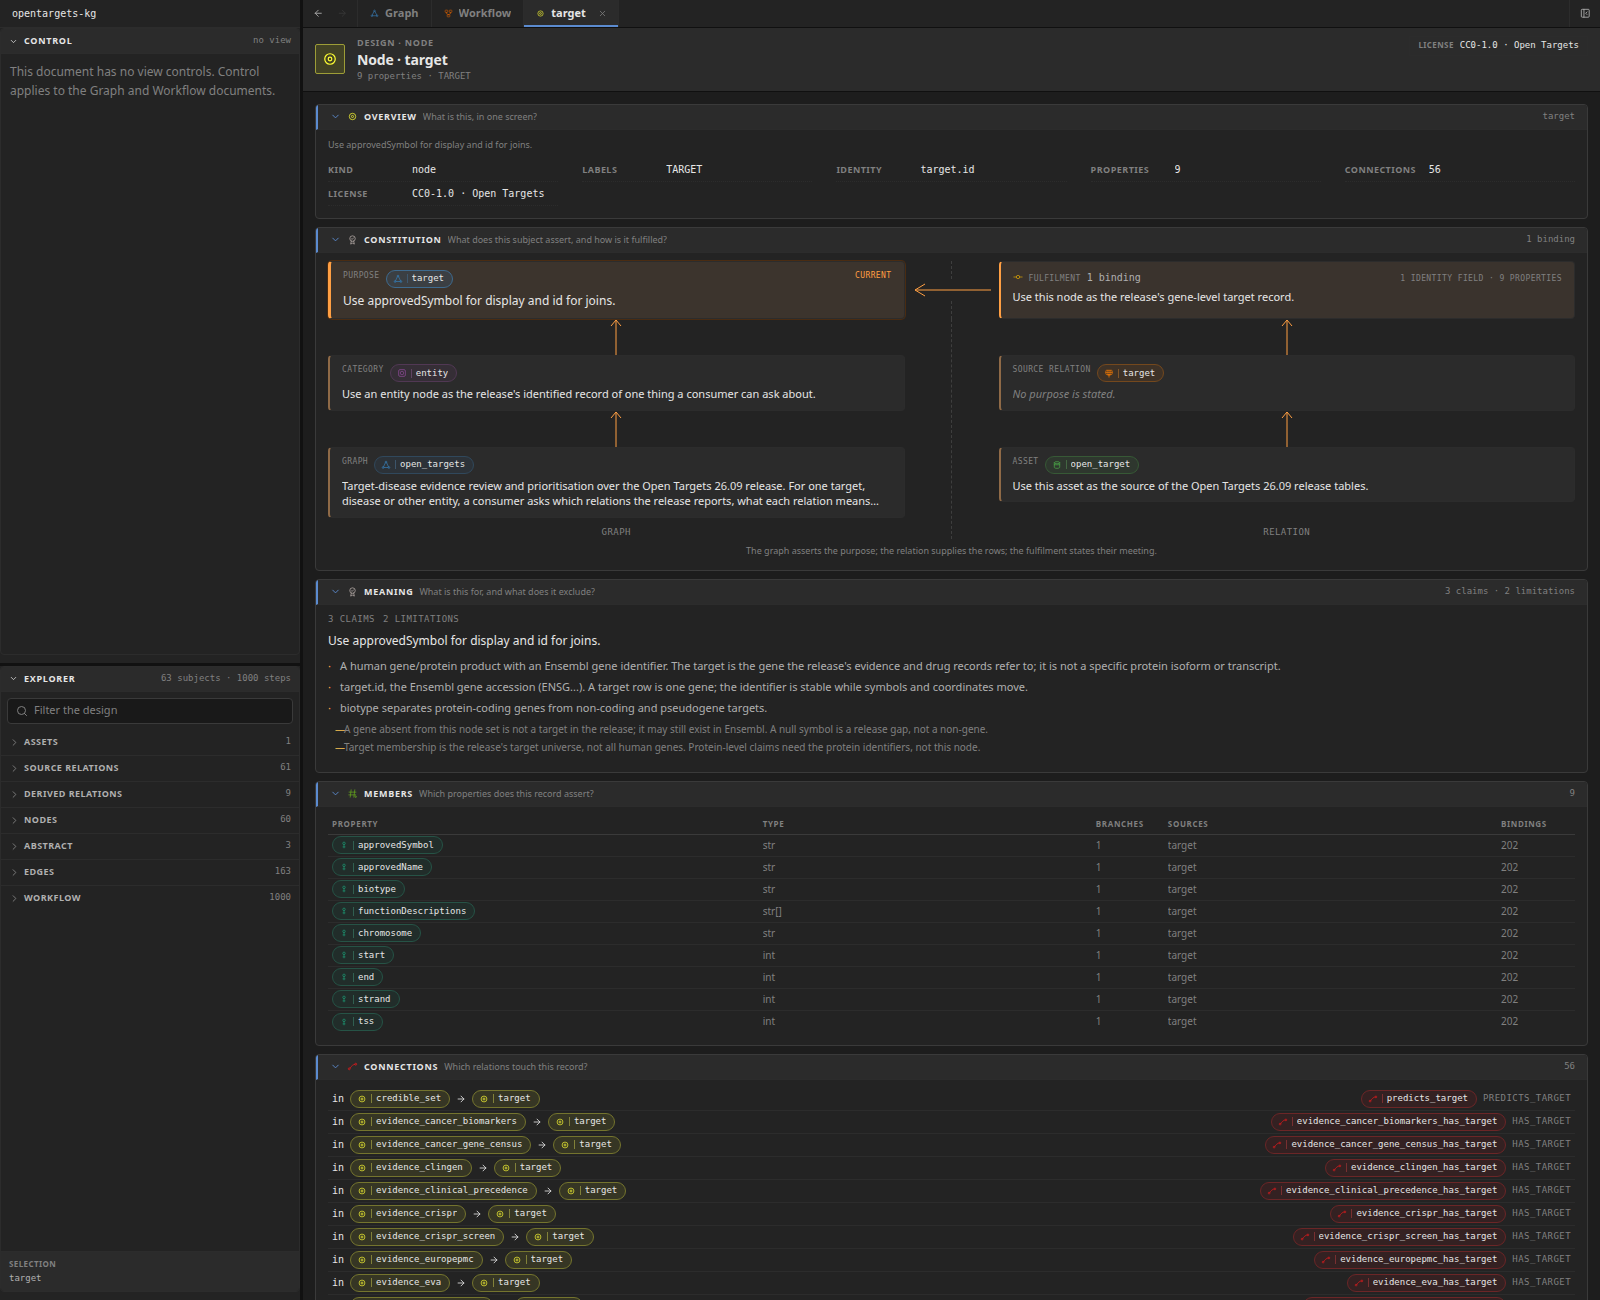 opentargets-kg
Graph
Workflow
target
CONTROL
no view
This document has no view controls. Control
applies to the Graph and Workflow documents.
DESIGN · NODE
Node · target
9 properties · TARGET
LICENSE CC0-1.0 · Open Targets
OVERVIEW What is this, in one screen?
target
Use approvedSymbol for display and id for joins.
KIND node
LABELS TARGET
IDENTITY target.id
PROPERTIES 9
CONNECTIONS 56
LICENSE CC0-1.0 · Open Targets
CONSTITUTION What does this subject assert, and how is it fulfilled?
1 binding
PURPOSE target
CURRENT
Use approvedSymbol for display and id for joins.
FULFILMENT 1 binding
1 IDENTITY FIELD · 9 PROPERTIES
Use this node as the release's gene-level target record.
CATEGORY entity
Use an entity node as the release's identified record of one thing a consumer can ask about.
SOURCE RELATION target
No purpose is stated.
GRAPH open_targets
Target-disease evidence review and prioritisation over the Open Targets 26.09 release. For one target,
disease or other entity, a consumer asks which relations the release reports, what each relation means...
ASSET open_target
Use this asset as the source of the Open Targets 26.09 release tables.
GRAPH
RELATION
The graph asserts the purpose; the relation supplies the rows; the fulfilment states their meeting.
MEANING What is this for, and what does it exclude?
3 claims · 2 limitations
3 CLAIMS 2 LIMITATIONS
Use approvedSymbol for display and id for joins.
· A human gene/protein product with an Ensembl gene identifier. The target is the gene the release's evidence and drug records refer to; it is not a specific protein isoform or transcript.
· target.id, the Ensembl gene accession (ENSG...). A target row is one gene; the identifier is stable while symbols and coordinates move.
· biotype separates protein-coding genes from non-coding and pseudogene targets.
—A gene absent from this node set is not a target in the release; it may still exist in Ensembl. A null symbol is a release gap, not a non-gene.
—Target membership is the release's target universe, not all human genes. Protein-level claims need the protein identifiers, not this node.
EXPLORER
63 subjects · 1000 steps
Filter the design
ASSETS 1
SOURCE RELATIONS 61
DERIVED RELATIONS 9
NODES 60
ABSTRACT 3
EDGES 163
WORKFLOW 1000
MEMBERS Which properties does this record assert?
9
PROPERTY TYPE BRANCHES SOURCES BINDINGS
approvedSymbol str 1 target 202
approvedName str 1 target 202
biotype str 1 target 202
functionDescriptions str[] 1 target 202
chromosome str 1 target 202
start int 1 target 202
end int 1 target 202
strand int 1 target 202
tss int 1 target 202
CONNECTIONS Which relations touch this record?
56
in credible_set → target predicts_target PREDICTS_TARGET
in evidence_cancer_biomarkers → target evidence_cancer_biomarkers_has_target HAS_TARGET
in evidence_cancer_gene_census → target evidence_cancer_gene_census_has_target HAS_TARGET
in evidence_clingen → target evidence_clingen_has_target HAS_TARGET
in evidence_clinical_precedence → target evidence_clinical_precedence_has_target HAS_TARGET
in evidence_crispr → target evidence_crispr_has_target HAS_TARGET
in evidence_crispr_screen → target evidence_crispr_screen_has_target HAS_TARGET
in evidence_europepmc → target evidence_europepmc_has_target HAS_TARGET
in evidence_eva → target evidence_eva_has_target HAS_TARGET
SELECTION
target